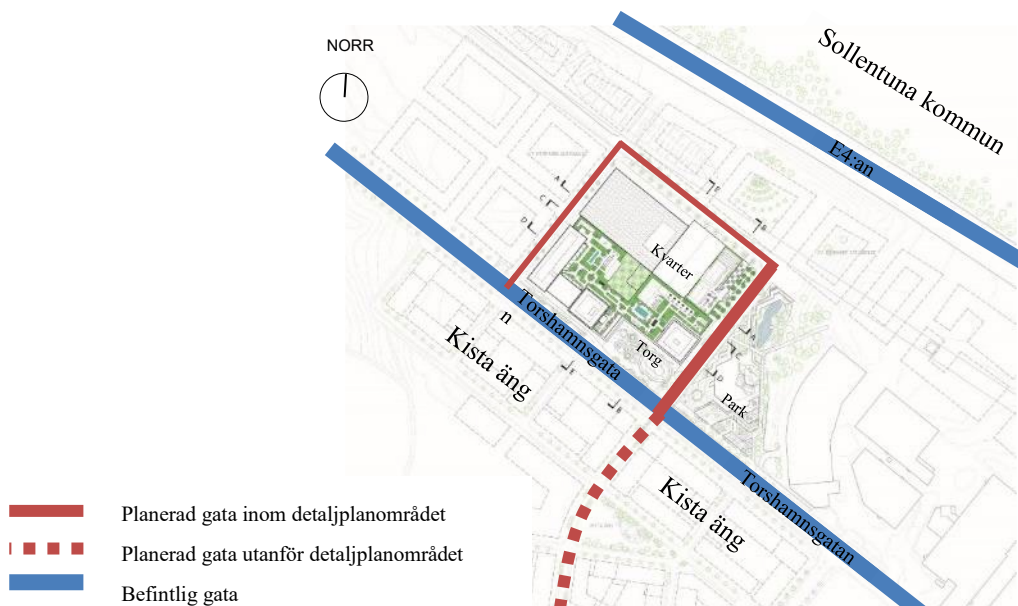 NORR
Sollentuna kommun
E4:an
Kvarter
Torshamnsgata
n
Torg
Kista äng
Park
Kista äng
Torshamnsgatan
Planerad gata inom detaljplanområdet
Planerad gata utanför detaljplanområdet
Befintlig gata
A
C
D
F
B
A
C
D
F
B